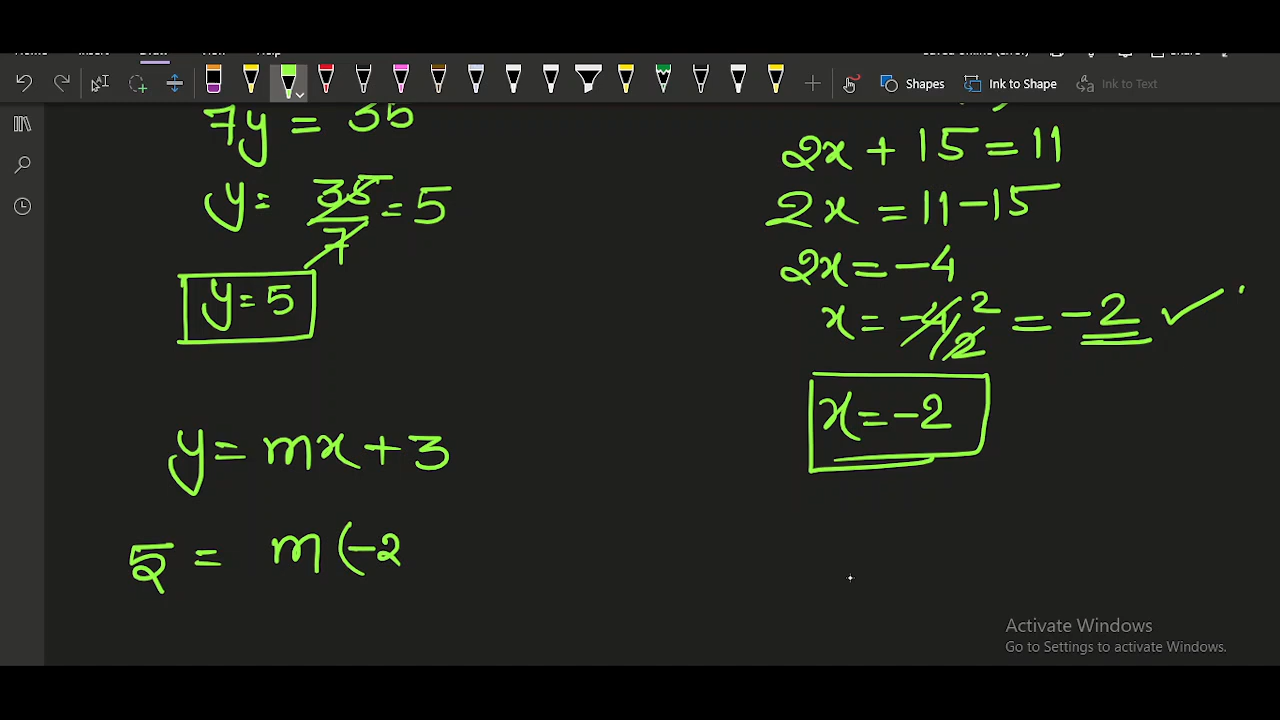 Shapes
Ink to Shape
Ink to Text
7y = 35
y = 35/7 = 5
y = 5
y = mx + 3
5 = m (-2
2x + 15 = 11
2x = 11 - 15
2x = -4
x = -4/2 2 = -2 ✓
x = -2
Activate Windows
Go to Settings to activate Windows.